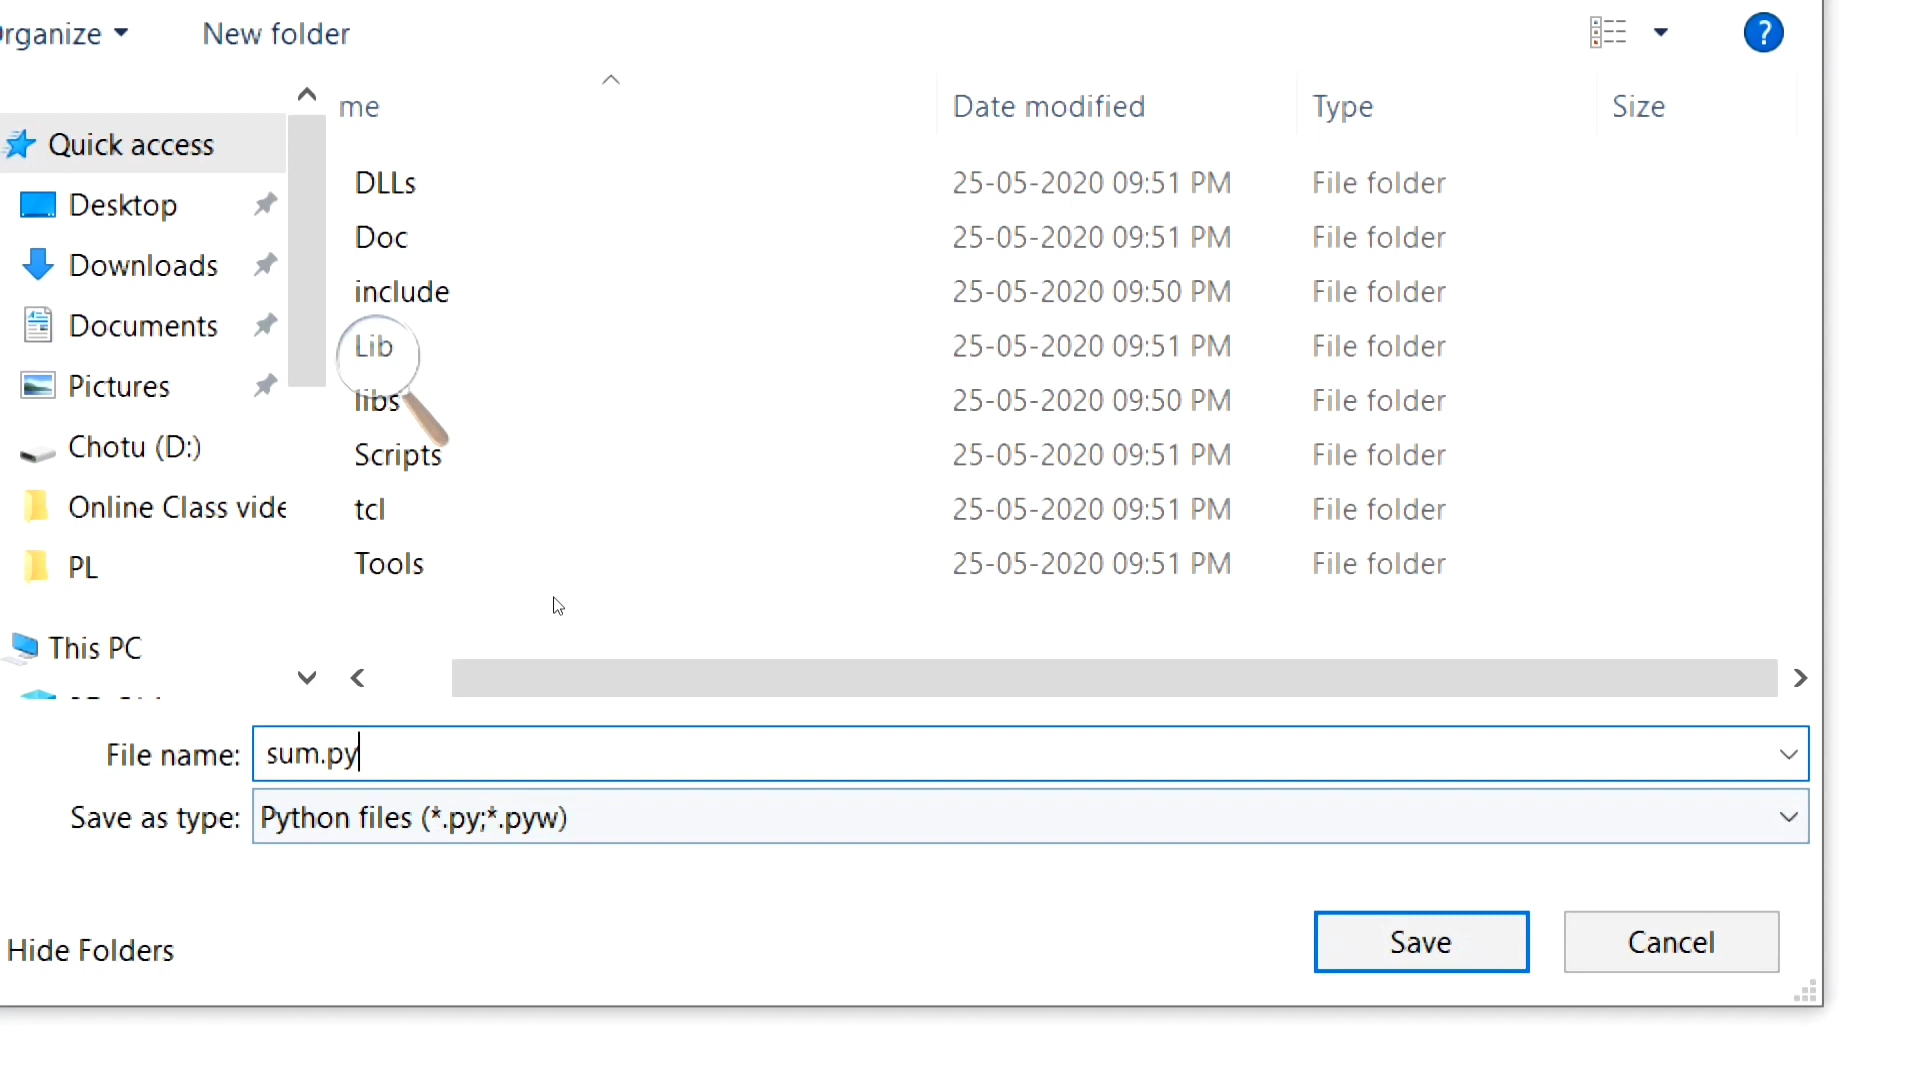 rganize New folder ?
me Date modified Type Size
Quick access
Desktop
Downloads
Documents
Pictures
Chotu (D:)
Online Class vide
PL
This PC
DLLs 25-05-2020 09:51 PM File folder
Doc 25-05-2020 09:51 PM File folder
include 25-05-2020 09:50 PM File folder
Lib 25-05-2020 09:51 PM File folder
libs 25-05-2020 09:50 PM File folder
Scripts 25-05-2020 09:51 PM File folder
tcl 25-05-2020 09:51 PM File folder
Tools 25-05-2020 09:51 PM File folder
File name: sum.py
Save as type: Python files (*.py;*.pyw)
Hide Folders Save Cancel